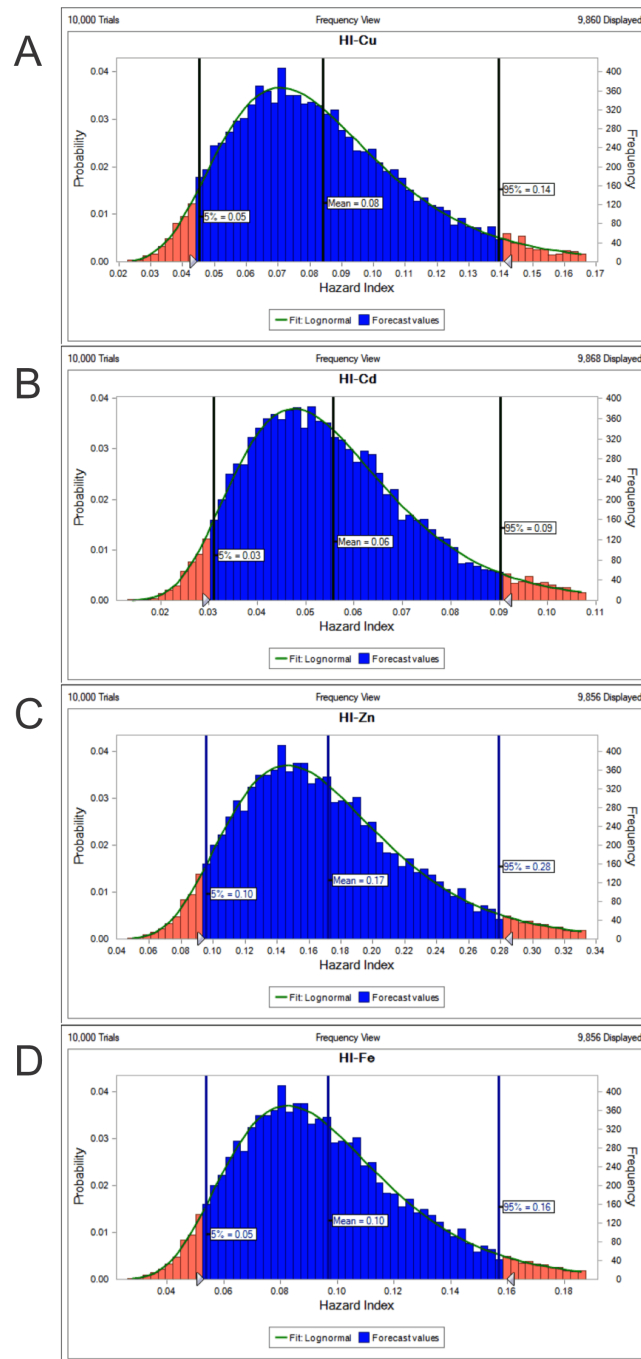 A
10,000 Trials Frequency View 9,860 Displayed
HI-Cu
Probability
Frequency
0.04 0.03 0.02 0.01 0.00
400 360 320 280 240 200 160 120 80 40 0
5% = 0.05
Mean = 0.08
95% = 0.14
0.02 0.03 0.04 0.05 0.06 0.07 0.08 0.09 0.10 0.11 0.12 0.13 0.14 0.15 0.16 0.17
Hazard Index
Fit: Lognormal Forecast values
B
10,000 Trials Frequency View 9,868 Displayed
HI-Cd
Probability
Frequency
0.04 0.03 0.02 0.01 0.00
400 360 320 280 240 200 160 120 80 40 0
5% = 0.03
Mean = 0.06
95% = 0.09
0.02 0.03 0.04 0.05 0.06 0.07 0.08 0.09 0.10 0.11
Hazard Index
Fit: Lognormal Forecast values
C
10,000 Trials Frequency View 9,856 Displayed
HI-Zn
Probability
Frequency
0.04 0.03 0.02 0.01 0.00
400 360 320 280 240 200 160 120 80 40 0
5% = 0.10
Mean = 0.17
95% = 0.28
0.04 0.06 0.08 0.10 0.12 0.14 0.16 0.18 0.20 0.22 0.24 0.26 0.28 0.30 0.32 0.34
Hazard Index
Fit: Lognormal Forecast values
D
10,000 Trials Frequency View 9,856 Displayed
HI-Fe
Probability
Frequency
0.04 0.03 0.02 0.01 0.00
400 360 320 280 240 200 160 120 80 40 0
5% = 0.05
Mean = 0.10
95% = 0.16
0.04 0.06 0.08 0.10 0.12 0.14 0.16 0.18
Hazard Index
Fit: Lognormal Forecast values